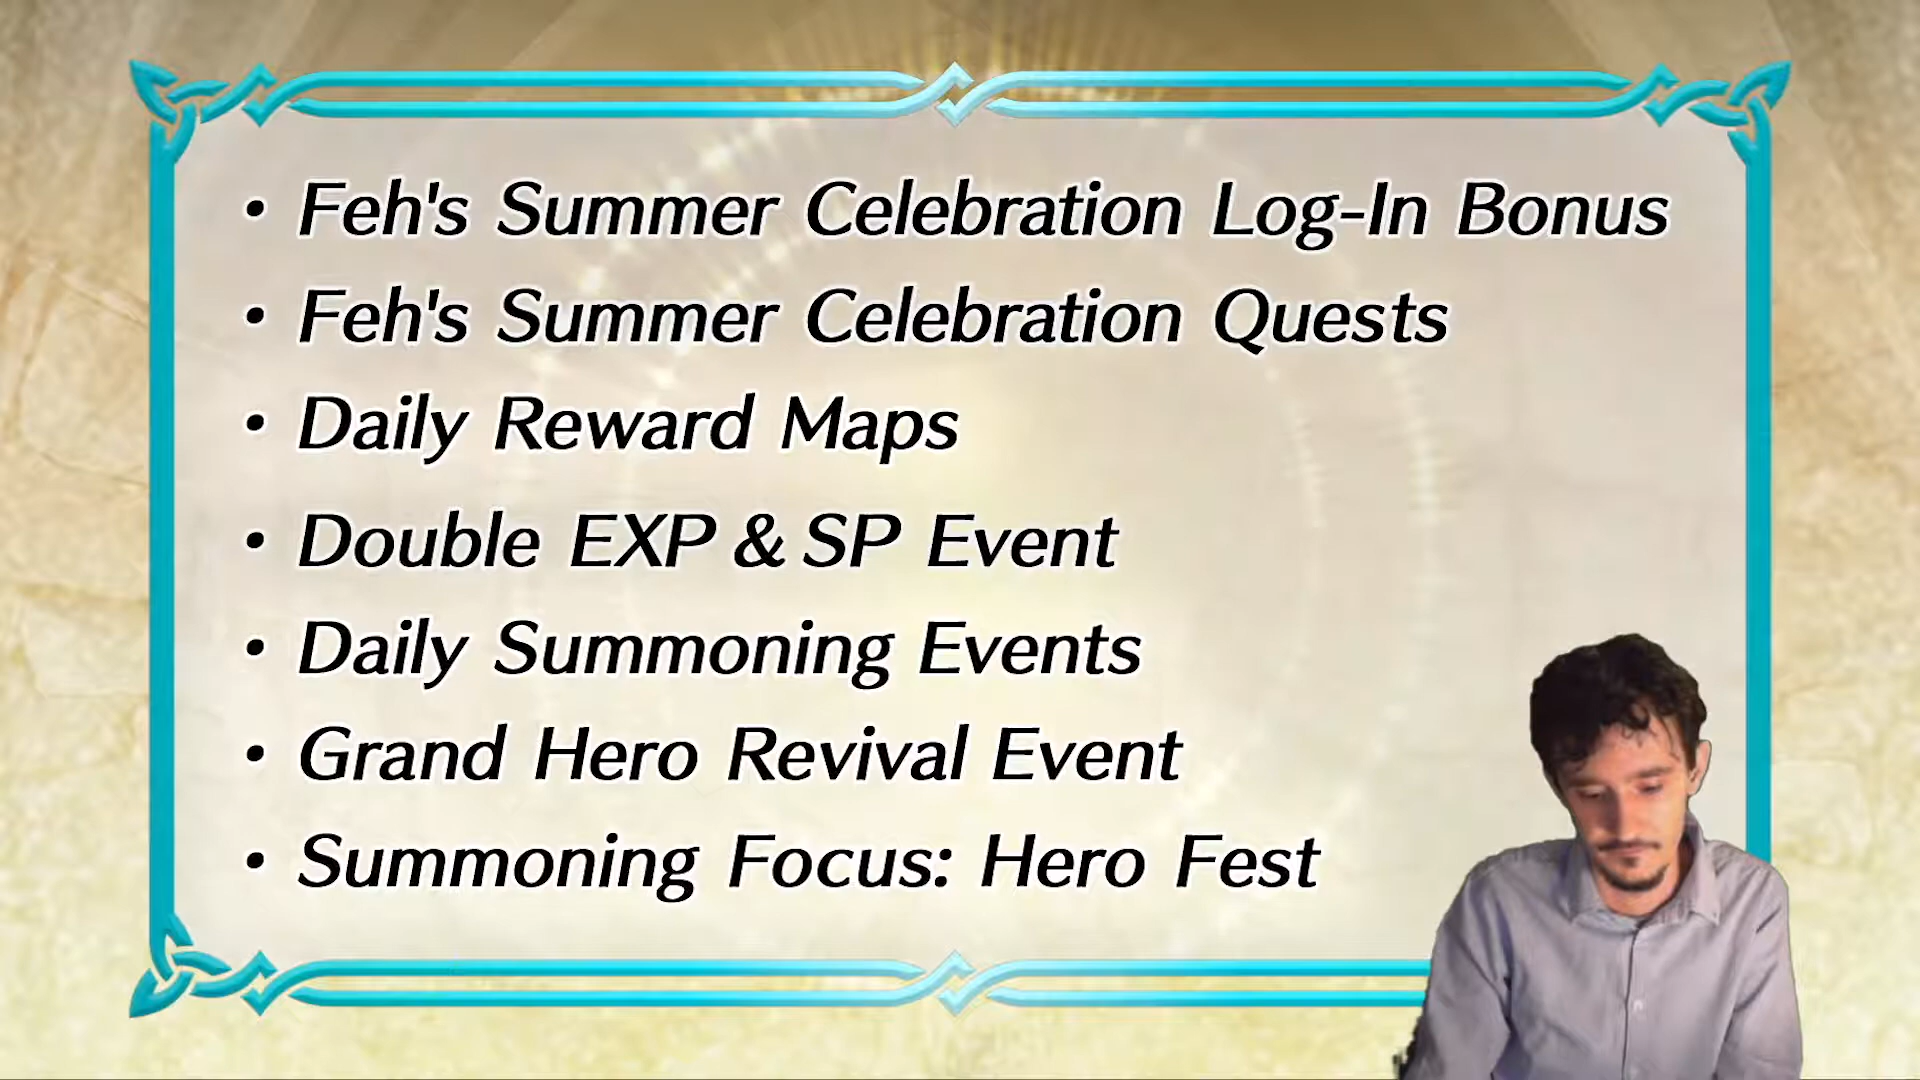 • Feh's Summer Celebration Log-In Bonus
• Feh's Summer Celebration Quests
• Daily Reward Maps
• Double EXP & SP Event
• Daily Summoning Events
• Grand Hero Revival Event
• Summoning Focus: Hero Fest